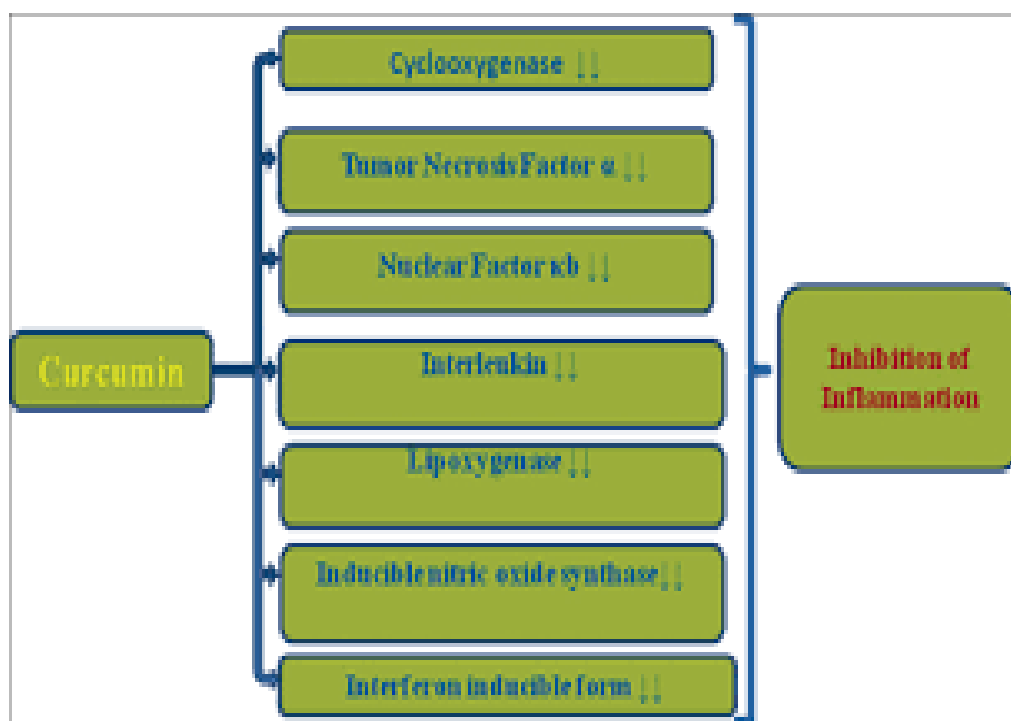 Cyclooxygenase ↓↓
Tumor Necrosis Factor α ↓↓
Nuclear Factor κb ↓↓
Curcumin
Interleukin ↓↓
Lipoxygenase ↓↓
Inducible nitric oxide synthase↓↓
Interferon inducible form ↓↓
Inhibition of
Inflammation